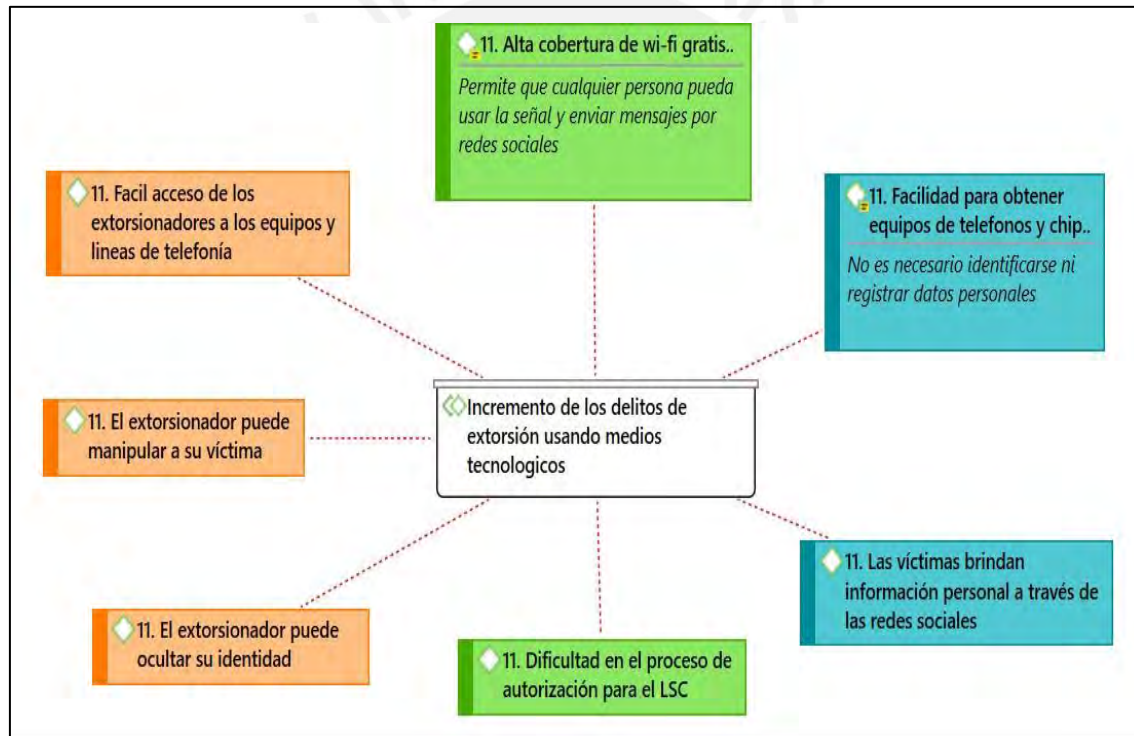 11. Alta cobertura de wi-fi gratis..
Permite que cualquier persona pueda
usar la señal y enviar mensajes por
redes sociales
11. Facil acceso de los
extorsionadores a los equipos y
lineas de telefonía
11. Facilidad para obtener
equipos de telefonos y chip..
No es necesario identificarse ni
registrar datos personales
11. El extorsionador puede
manipular a su víctima
Incremento de los delitos de
extorsión usando medios
tecnologicos
11. Las víctimas brindan
información personal a través de
las redes sociales
11. El extorsionador puede
ocultar su identidad
11. Dificultad en el proceso de
autorización para el LSC